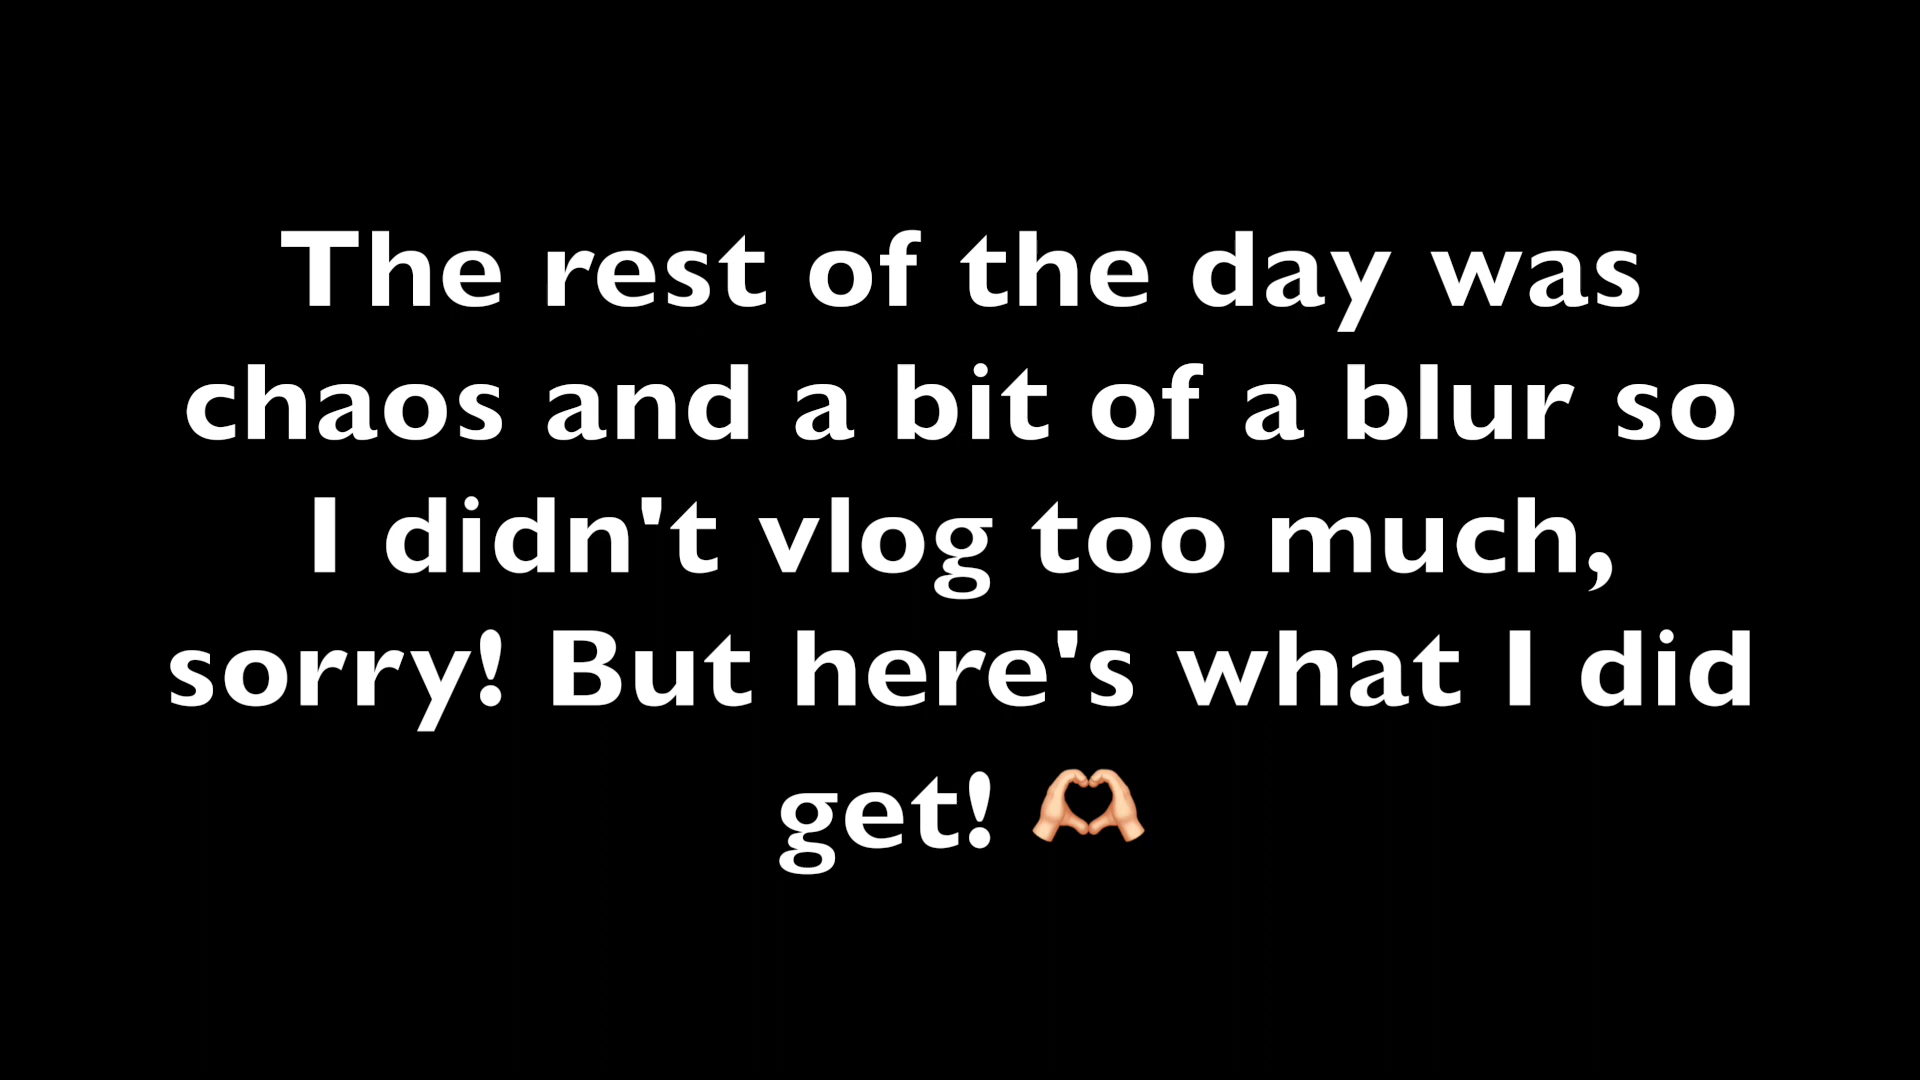 The rest of the day was
chaos and a bit of a blur so
I didn't vlog too much,
sorry! But here's what I did
get! 🫶🏼